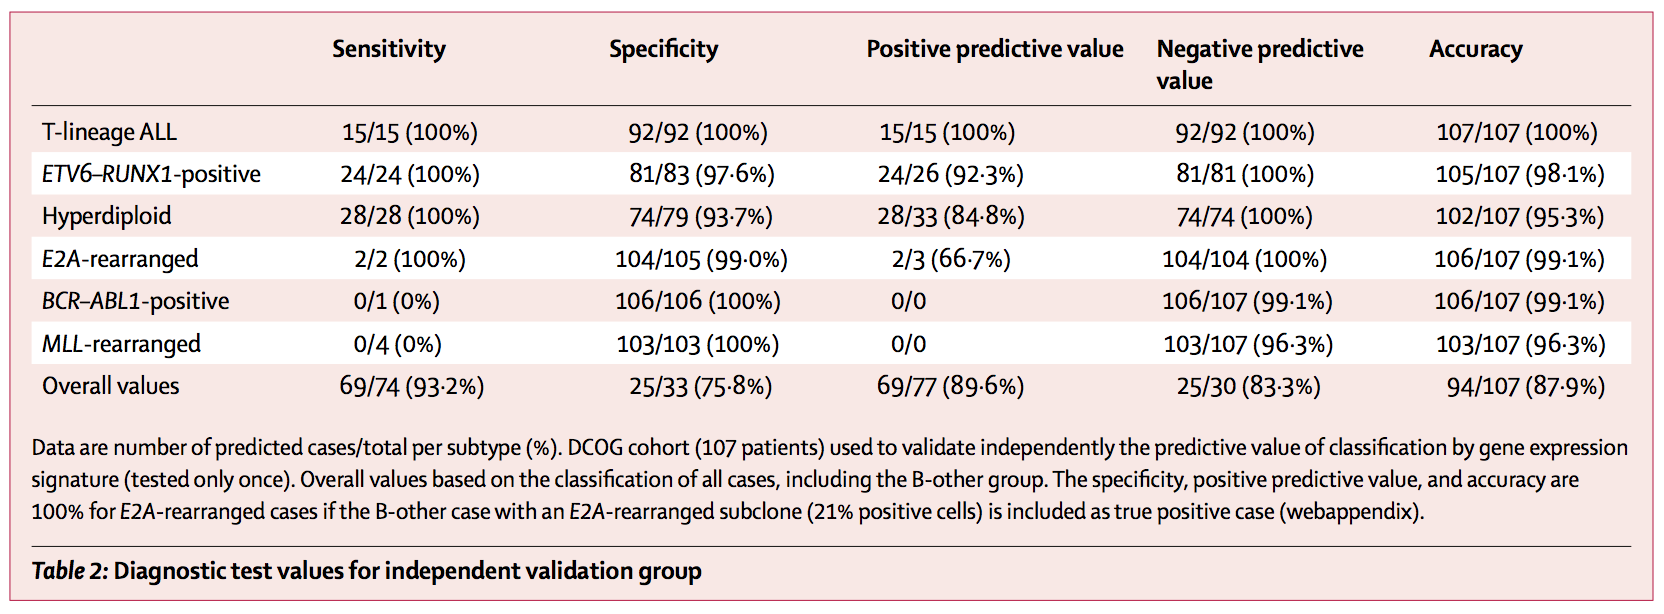 Sensitivity Specificity Positive predictive value Negative predictive value Accuracy
T-lineage ALL 15/15 (100%) 92/92 (100%) 15/15 (100%) 92/92 (100%) 107/107 (100%)
ETV6–RUNX1-positive 24/24 (100%) 81/83 (97·6%) 24/26 (92·3%) 81/81 (100%) 105/107 (98·1%)
Hyperdiploid 28/28 (100%) 74/79 (93·7%) 28/33 (84·8%) 74/74 (100%) 102/107 (95·3%)
E2A-rearranged 2/2 (100%) 104/105 (99·0%) 2/3 (66·7%) 104/104 (100%) 106/107 (99·1%)
BCR–ABL1-positive 0/1 (0%) 106/106 (100%) 0/0 106/107 (99·1%) 106/107 (99·1%)
MLL-rearranged 0/4 (0%) 103/103 (100%) 0/0 103/107 (96·3%) 103/107 (96·3%)
Overall values 69/74 (93·2%) 25/33 (75·8%) 69/77 (89·6%) 25/30 (83·3%) 94/107 (87·9%)
Data are number of predicted cases/total per subtype (%). DCOG cohort (107 patients) used to validate independently the predictive value of classification by gene expression
signature (tested only once). Overall values based on the classification of all cases, including the B-other group. The specificity, positive predictive value, and accuracy are
100% for E2A-rearranged cases if the B-other case with an E2A-rearranged subclone (21% positive cells) is included as true positive case (webappendix).
Table 2: Diagnostic test values for independent validation group